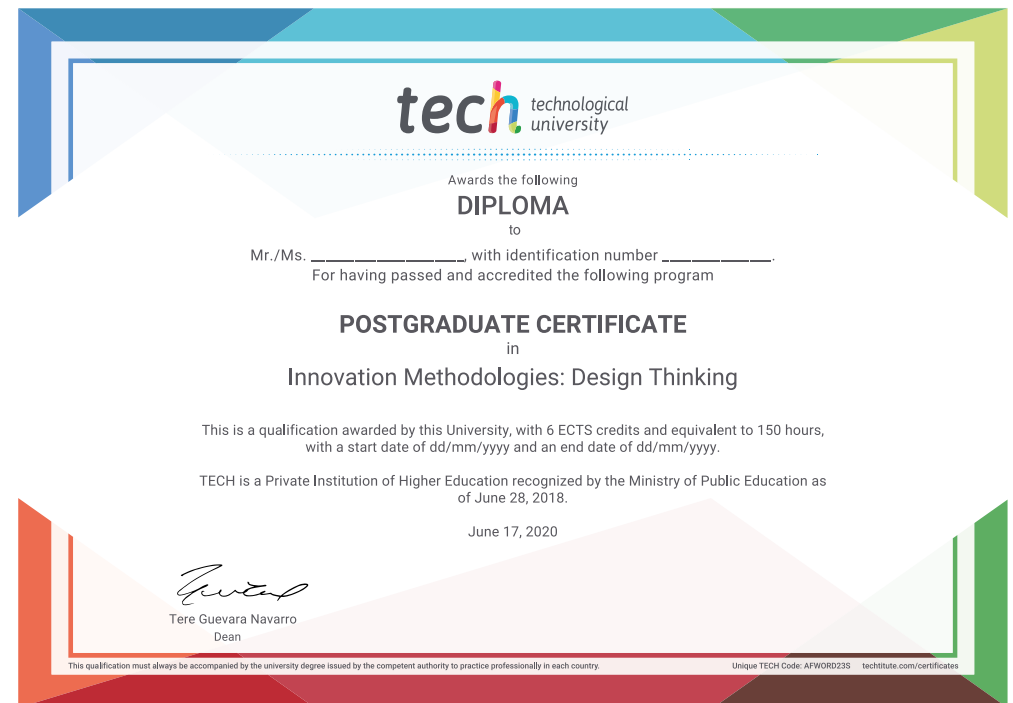 tech technological
university
Awards the following
DIPLOMA
to
Mr./Ms. ______________, with identification number __________.
For having passed and accredited the following program
POSTGRADUATE CERTIFICATE
in
Innovation Methodologies: Design Thinking
This is a qualification awarded by this University, with 6 ECTS credits and equivalent to 150 hours,
with a start date of dd/mm/yyyy and an end date of dd/mm/yyyy.
TECH is a Private Institution of Higher Education recognized by the Ministry of Public Education as
of June 28, 2018.
June 17, 2020
Tere Guevara Navarro
Dean
This qualification must always be accompanied by the university degree issued by the competent authority to practice professionally in each country.
Unique TECH Code: AFWORD23S techtitute.com/certificates